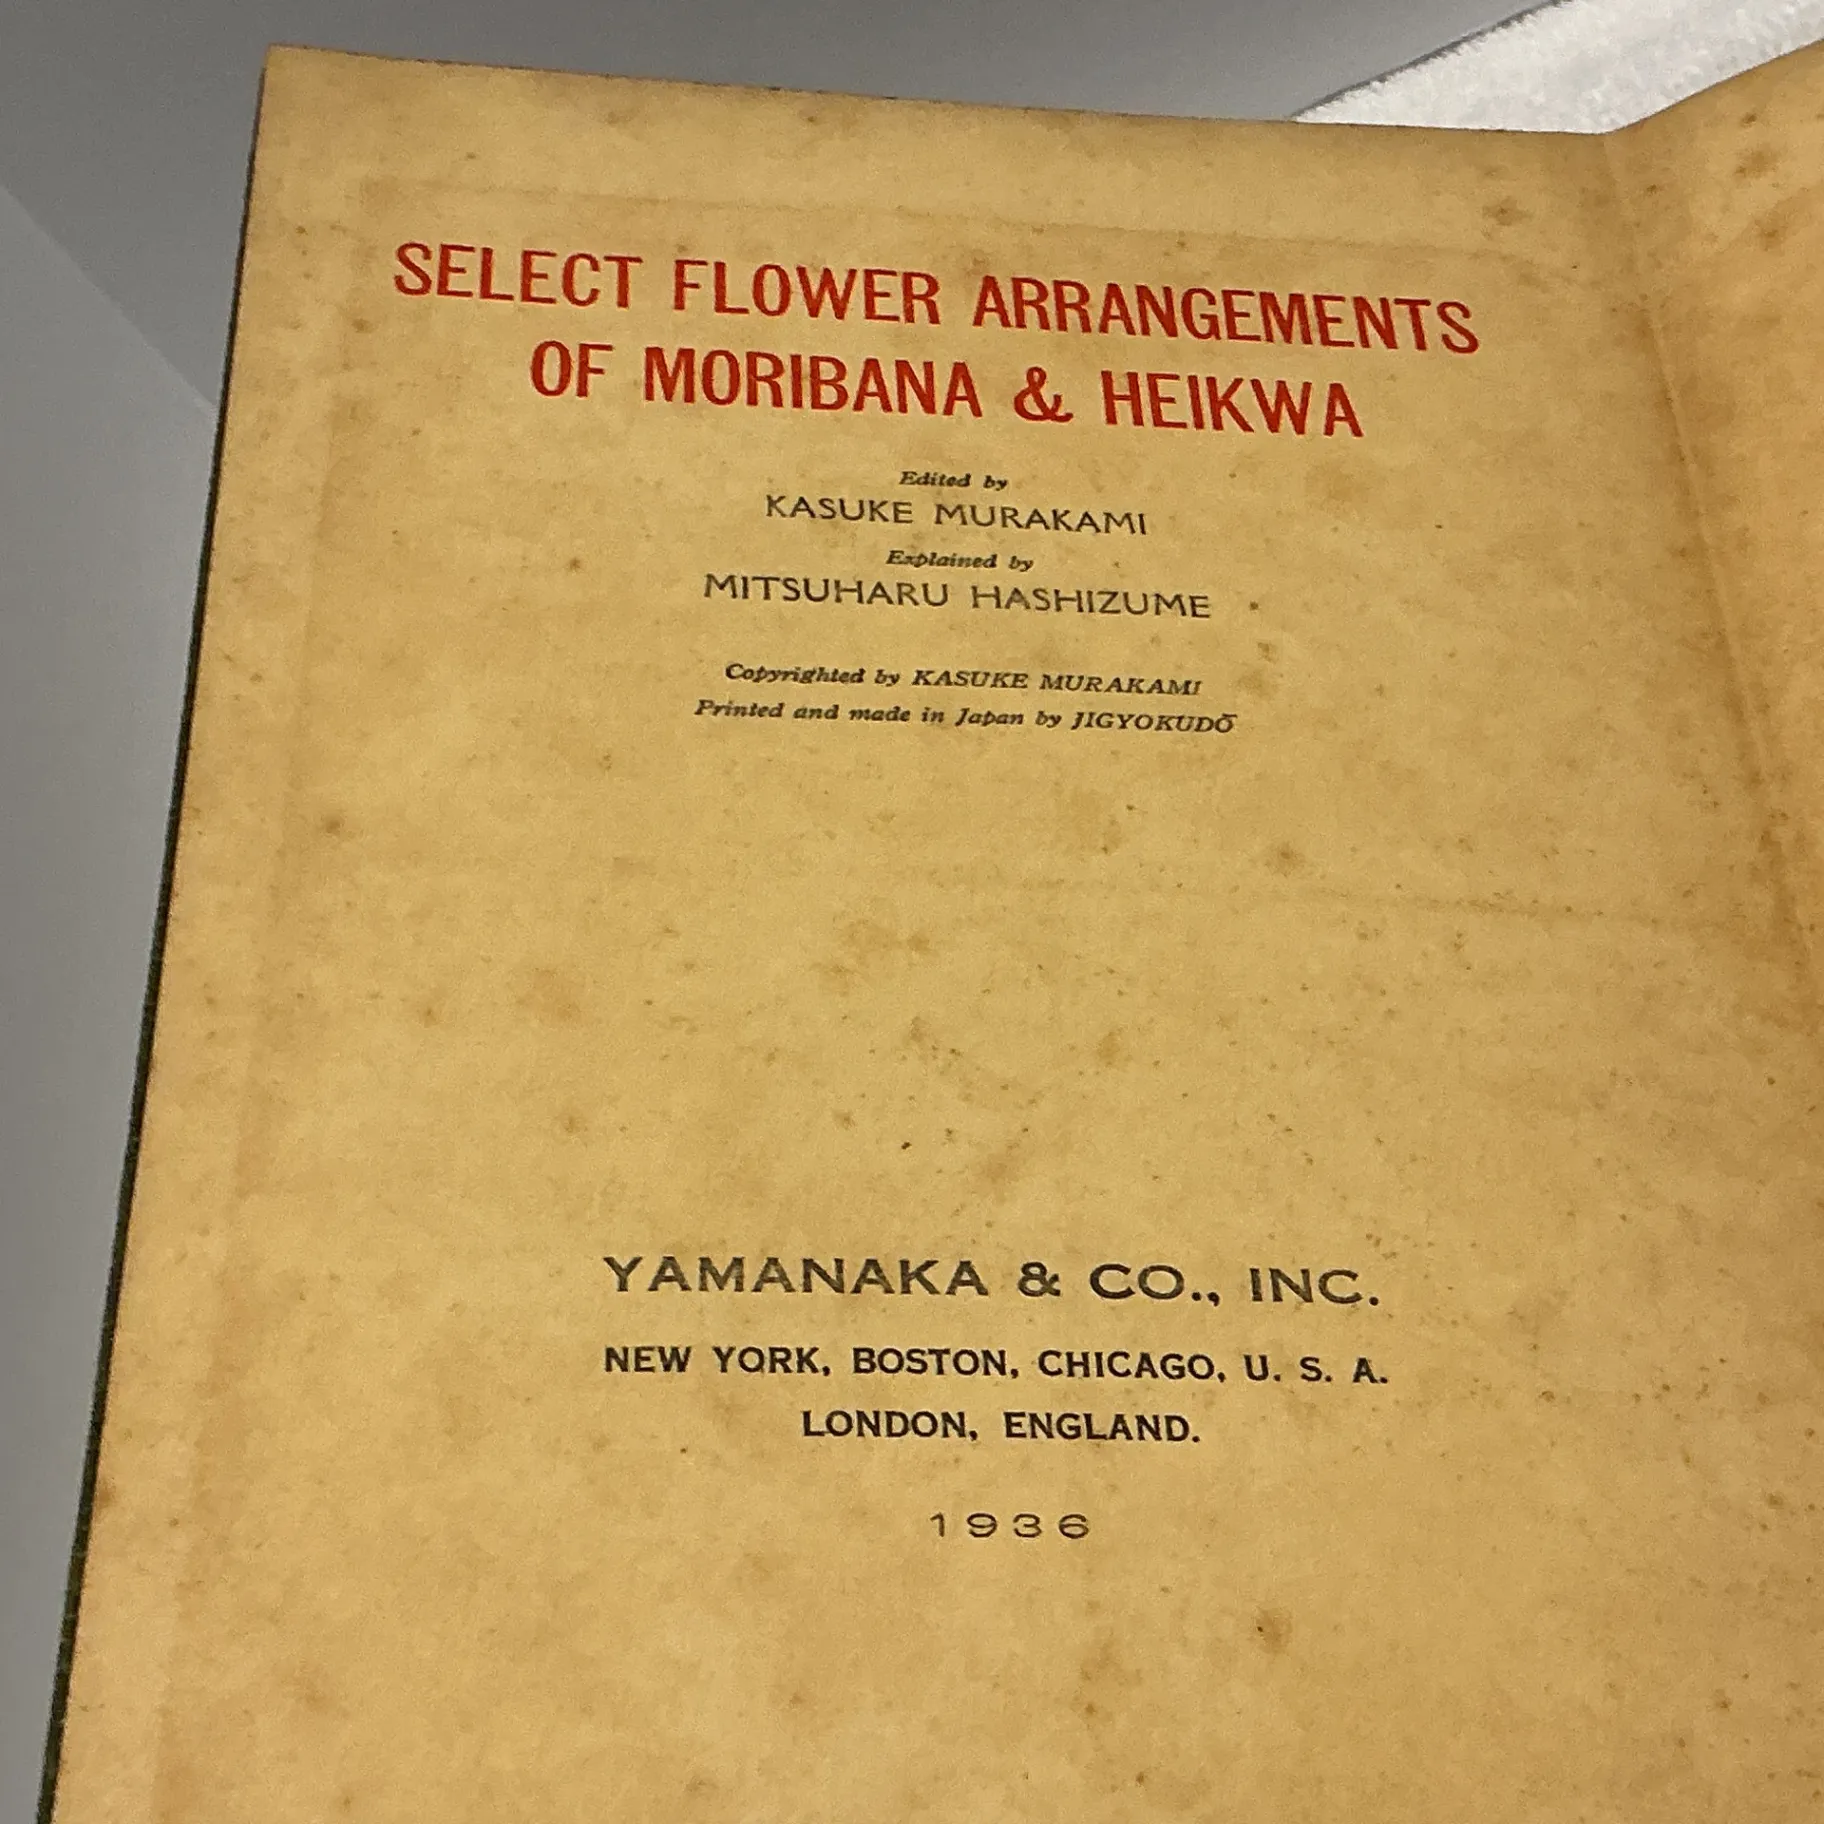 SELECT FLOWER ARRANGEMENTS
OF MORIBANA & HEIKWA
Edited by
KASUKE MURAKAMI
Explained by
MITSUHARU HASHIZUME
Copyrighted by KASUKE MURAKAMI
Printed and made in Japan by JIGYOKUDŌ
YAMANAKA & CO., INC.
NEW YORK, BOSTON, CHICAGO, U. S. A.
LONDON, ENGLAND.
1936